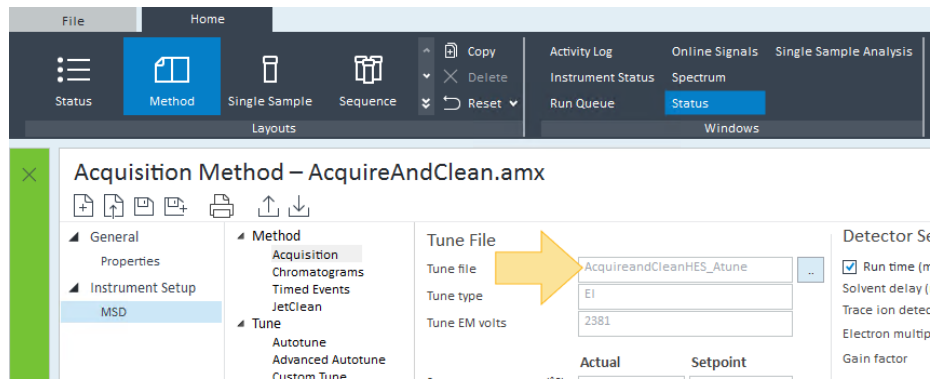 File Home
Copy Activity Log Online Signals Single Sample Analysis
Delete Instrument Status Spectrum
Status Method Single Sample Sequence Reset Run Queue Status
Layouts Windows
Acquisition Method – AcquireAndClean.amx
General
Properties
Instrument Setup
MSD
Method
Acquisition
Chromatograms
Timed Events
JetClean
Tune
Autotune
Advanced Autotune
Custom Tune
Tune File
Tune file AcquireandCleanHES_Atune ..
Tune type EI
Tune EM volts 2381
Actual Setpoint
Detector Se
Run time (m
Solvent delay (
Trace ion detec
Electron multip
Gain factor